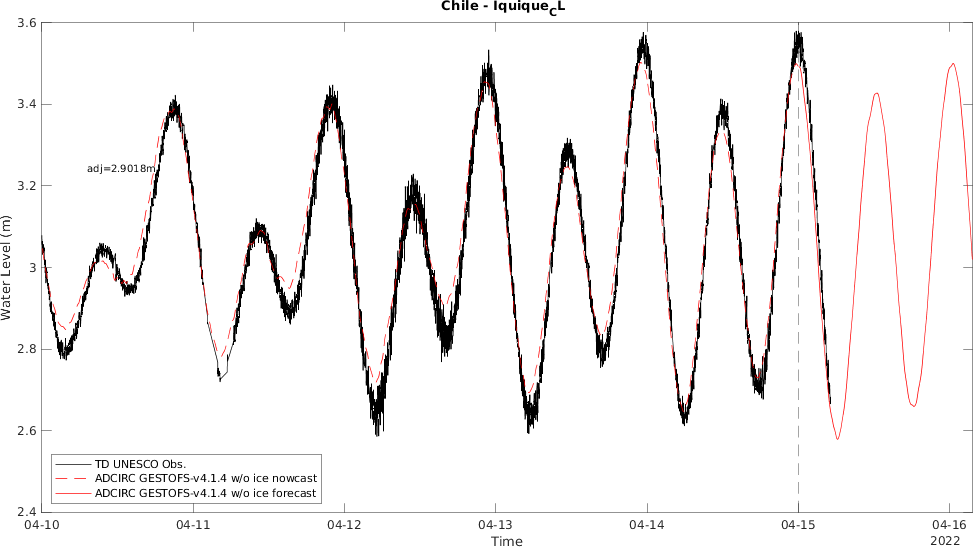 Chile - Iquique_CL
3.6
3.4
3.2
3
2.8
2.6
2.4
Water Level (m)
adj=2.9018m
TD UNESCO Obs.
ADCIRC GESTOFS-v4.1.4 w/o ice nowcast
ADCIRC GESTOFS-v4.1.4 w/o ice forecast
04-10 04-11 04-12 04-13 04-14 04-15 04-16
Time 2022